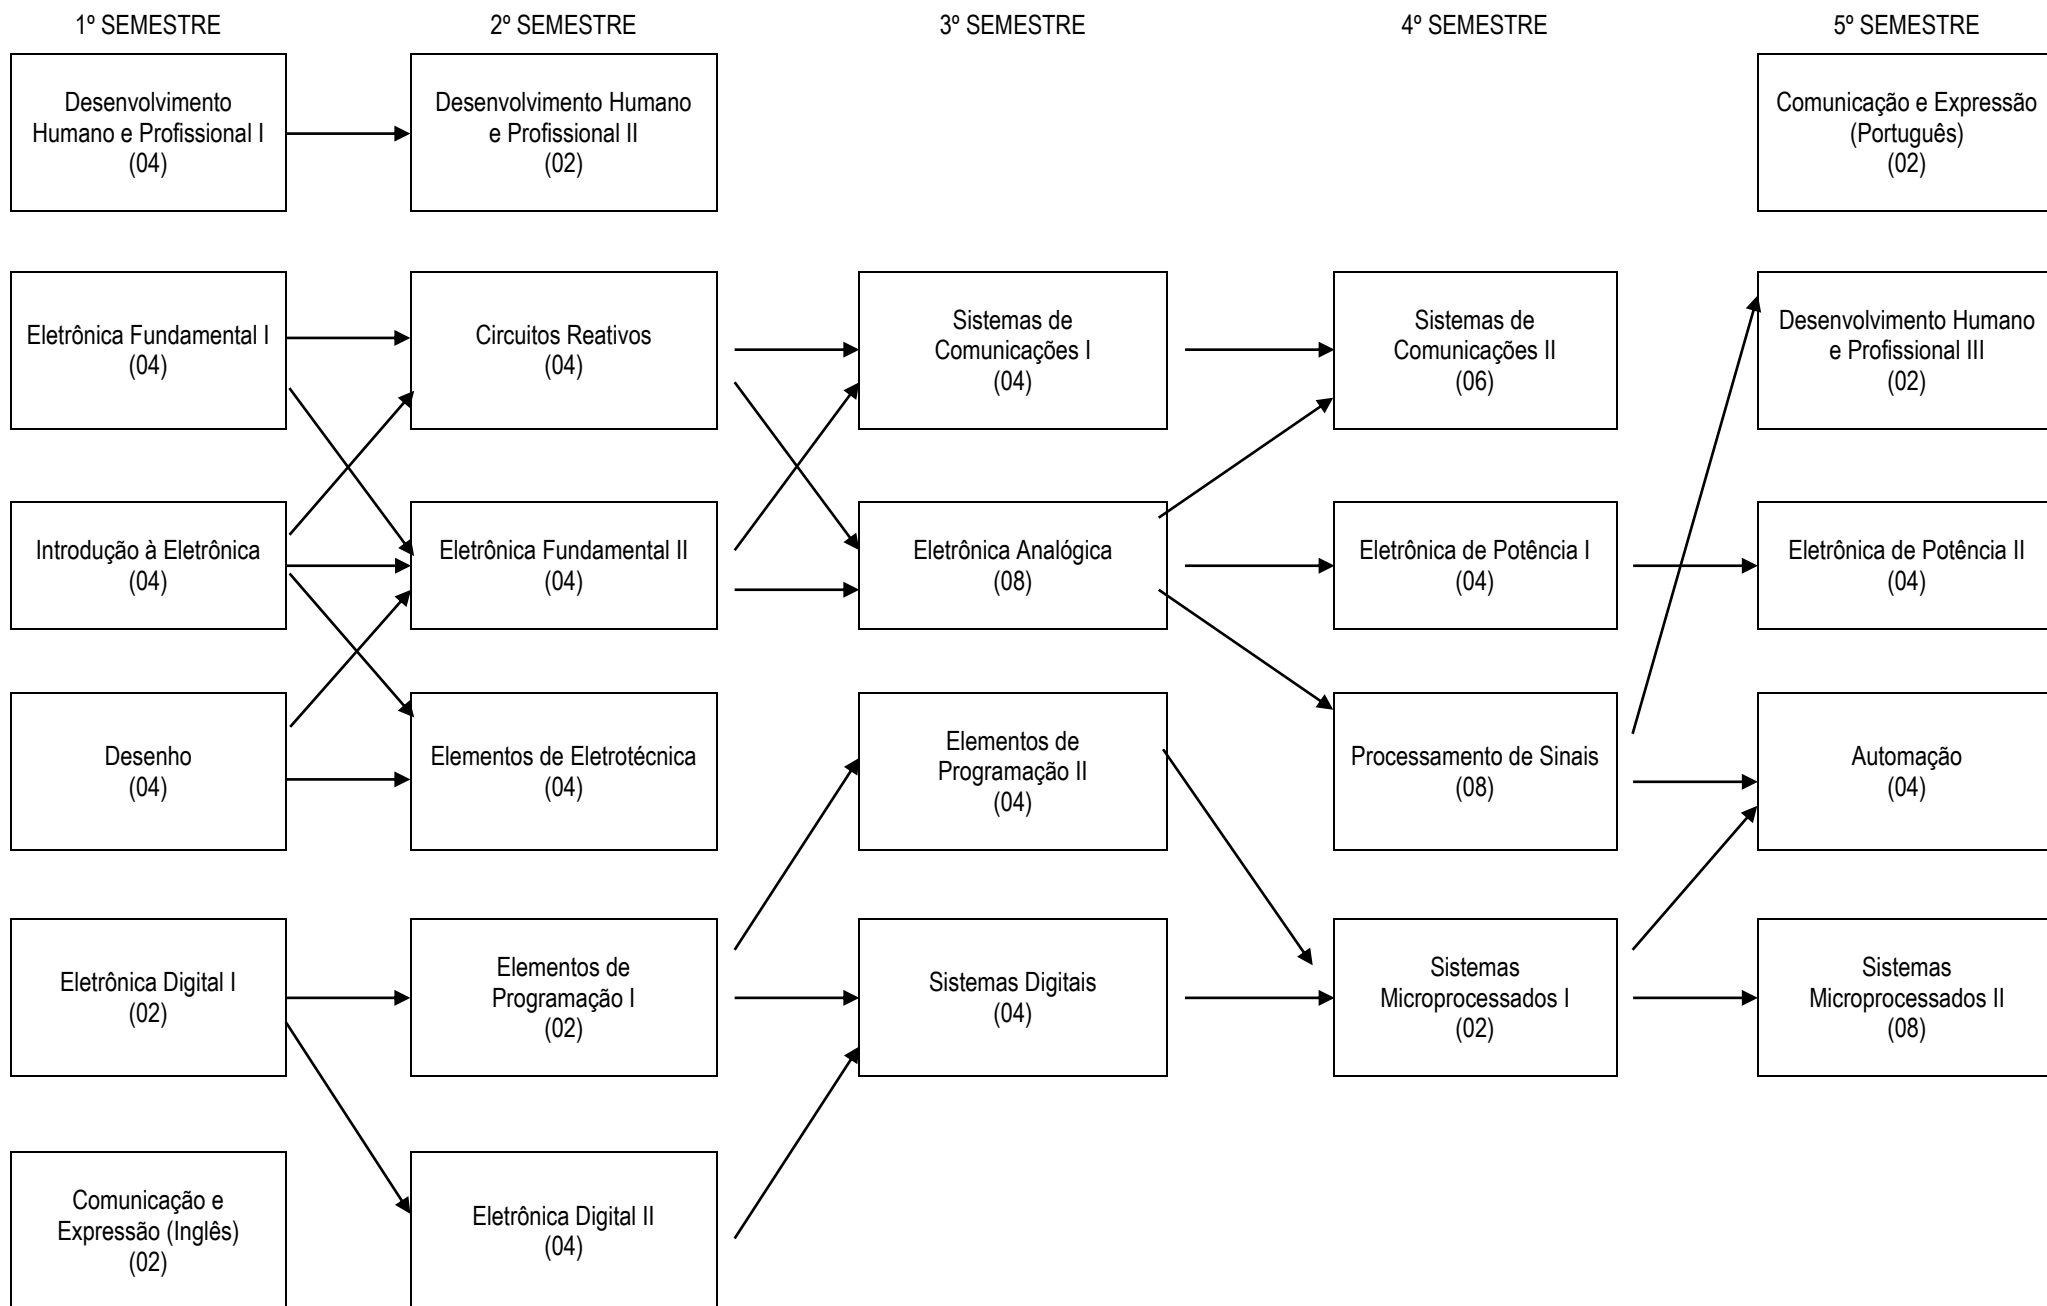 1º SEMESTRE
2º SEMESTRE
3º SEMESTRE
4º SEMESTRE
5º SEMESTRE
Desenvolvimento
Humano e Profissional I
(04)
Desenvolvimento Humano
e Profissional II
(02)
Comunicação e Expressão
(Português)
(02)
Eletrônica Fundamental I
(04)
Circuitos Reativos
(04)
Sistemas de
Comunicações I
(04)
Sistemas de
Comunicações II
(06)
Desenvolvimento Humano
e Profissional III
(02)
Introdução à Eletrônica
(04)
Eletrônica Fundamental II
(04)
Eletrônica Analógica
(08)
Eletrônica de Potência I
(04)
Eletrônica de Potência II
(04)
Desenho
(04)
Elementos de Eletrotécnica
(04)
Elementos de
Programação II
(04)
Processamento de Sinais
(08)
Automação
(04)
Eletrônica Digital I
(02)
Elementos de
Programação I
(02)
Sistemas Digitais
(04)
Sistemas
Microprocessados I
(02)
Sistemas
Microprocessados II
(08)
Comunicação e
Expressão (Inglês)
(02)
Eletrônica Digital II
(04)